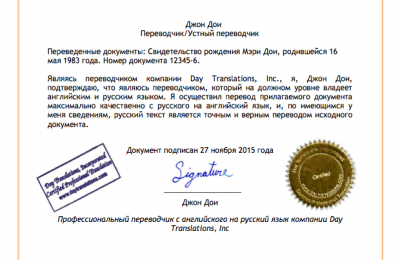 Джон Дои
Переводчик/Устный переводчик
Переведенные документы: Свидетельство рождения Мэри Дои, родившейся 16
мая 1983 года. Номер документа 12345-6.
Являясь переводчиком компании Day Translations, Inc., я, Джон Дои,
подтверждаю, что являюсь переводчиком, который на должном уровне владеет
английским и русским языком. Я осуществил перевод прилагаемого документа
максимально качественно с русского на английский язык, и, по имеющимся у
меня сведениям, русский текст является точным и верным переводом исходного
документа.
Документ подписан 27 ноября 2015 года
Day Translations, Incorporated
Certified Professional Translation
Signature
Certified
Джон Дои
Профессиональный переводчик с английского на русский язык компании Day
Translations, Inc